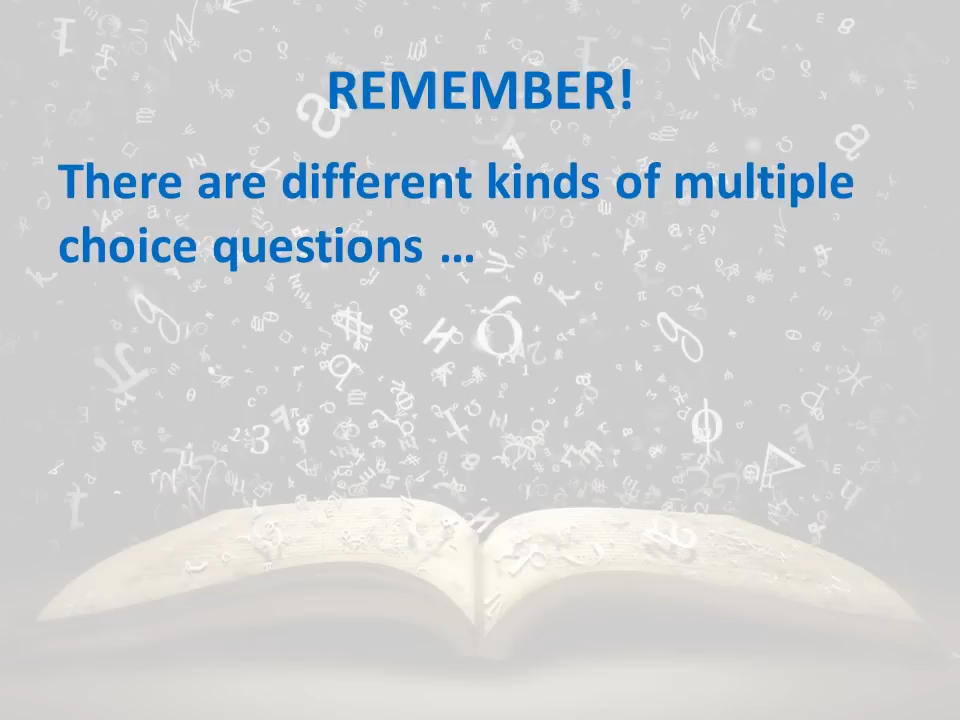 REMEMBER!
There are different kinds of multiple
choice questions …